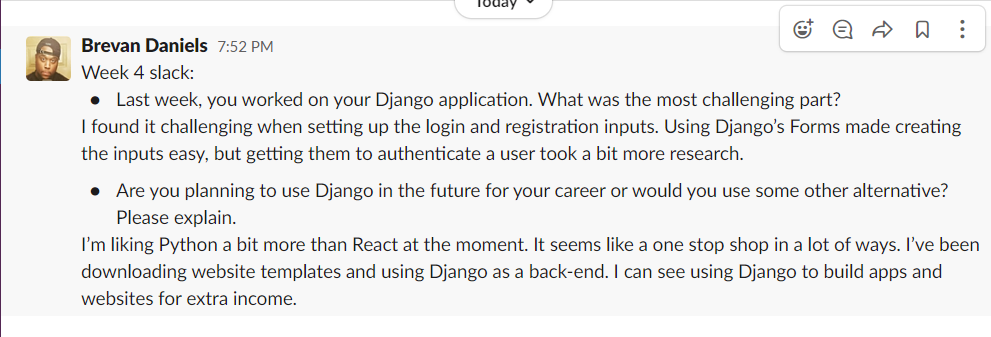 Today
Brevan Daniels 7:52 PM
Week 4 slack:
• Last week, you worked on your Django application. What was the most challenging part?
I found it challenging when setting up the login and registration inputs. Using Django’s Forms made creating
the inputs easy, but getting them to authenticate a user took a bit more research.
• Are you planning to use Django in the future for your career or would you use some other alternative?
Please explain.
I’m liking Python a bit more than React at the moment. It seems like a one stop shop in a lot of ways. I’ve been
downloading website templates and using Django as a back-end. I can see using Django to build apps and
websites for extra income.